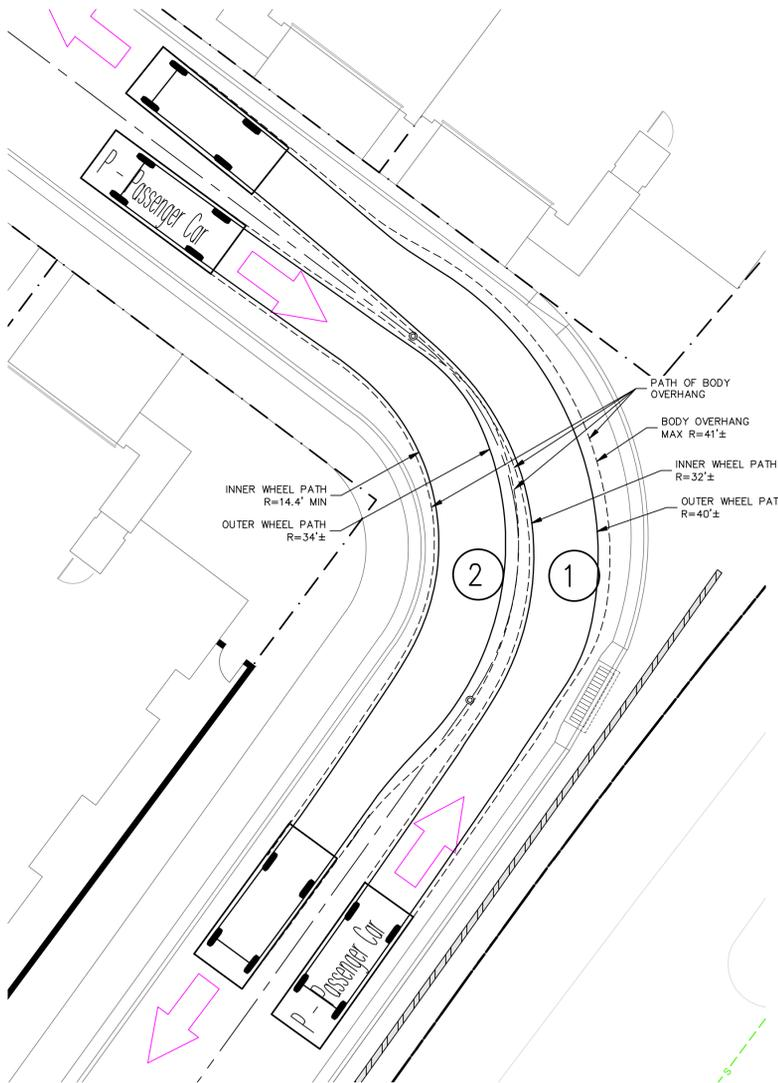 P - Passenger Car
PATH OF BODY
OVERHANG
BODY OVERHANG
MAX R=41'±
INNER WHEEL PATH
R=32'±
OUTER WHEEL PAT
R=40'±
INNER WHEEL PATH
R=14.4' MIN
OUTER WHEEL PATH
R=34'±
2
1
P - Passenger Car
S